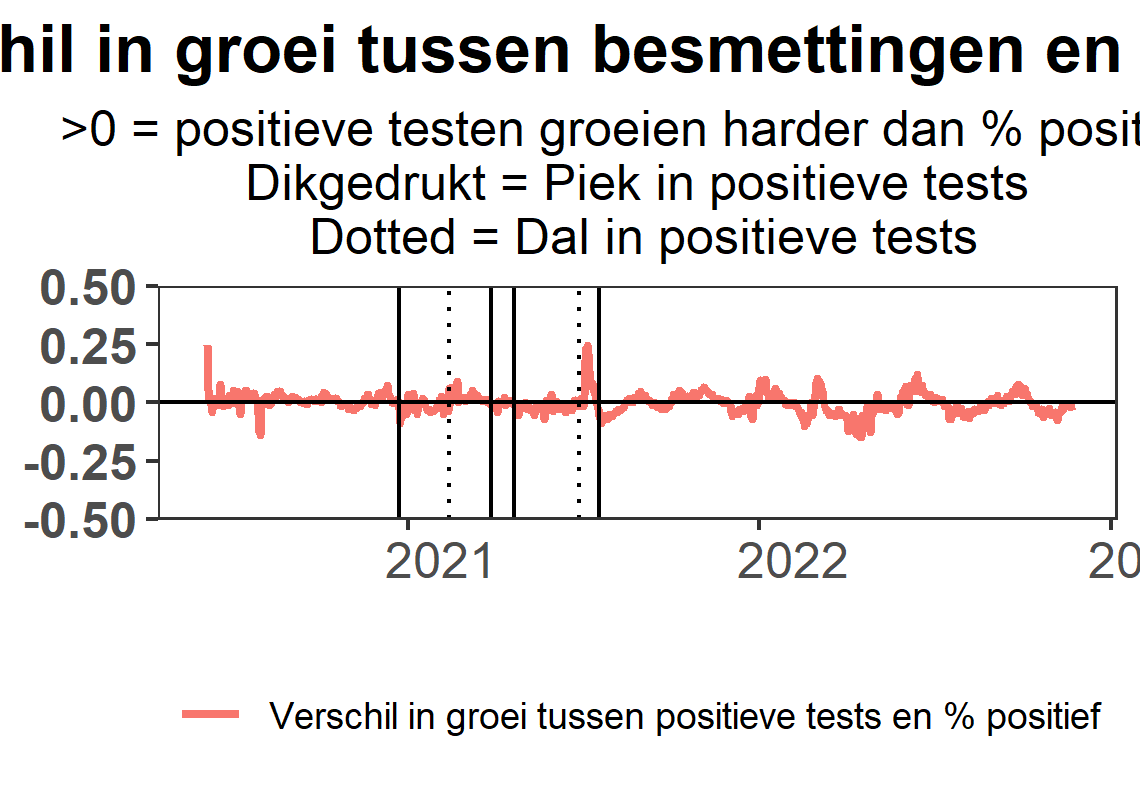 hil in groei tussen besmettingen en
>0 = positieve testen groeien harder dan % posit
Dikgedrukt = Piek in positieve tests
Dotted = Dal in positieve tests
0.50
0.25
0.00
-0.25
-0.50
2021
2022
20
Verschil in groei tussen positieve tests en % positief